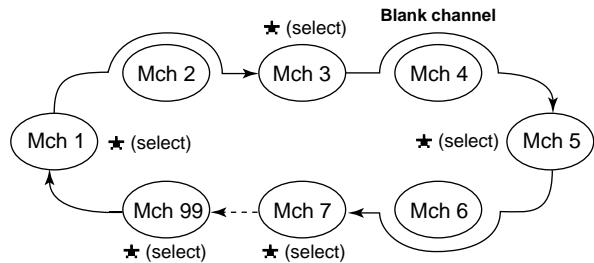 Blank channel
★ (select)
Mch 2
Mch 3
Mch 4
Mch 1
★ (select)
★ (select)
Mch 5
Mch 99
Mch 7
Mch 6
★ (select)
★ (select)